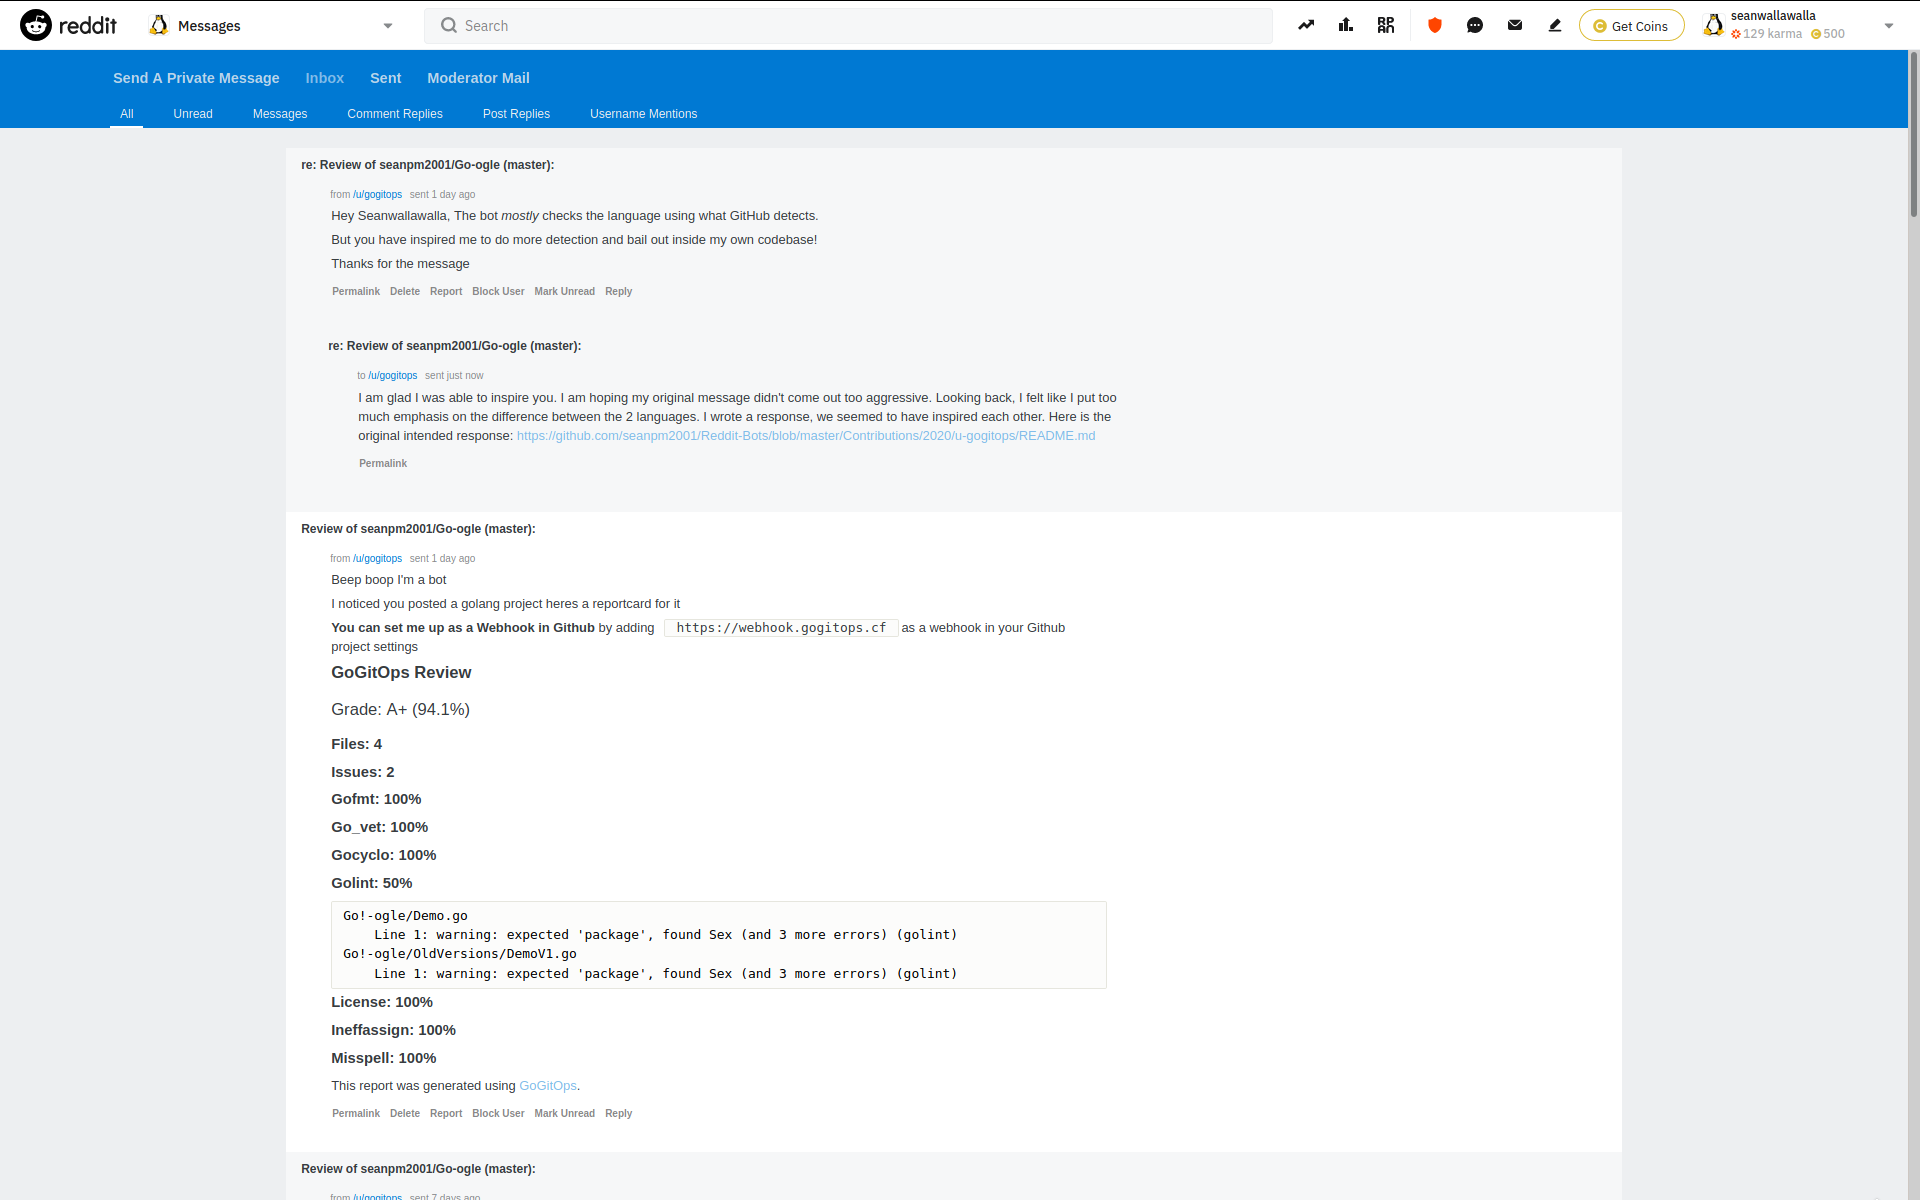 reddit Messages Search Get Coins seanwallawalla
129 karma 500
Send A Private Message Inbox Sent Moderator Mail
All Unread Messages Comment Replies Post Replies Username Mentions
re: Review of seanpm2001/Go-ogle (master):
from /u/gogitops sent 1 day ago
Hey Seanwallawalla, The bot mostly checks the language using what GitHub detects.
But you have inspired me to do more detection and bail out inside my own codebase!
Thanks for the message
Permalink Delete Report Block User Mark Unread Reply
re: Review of seanpm2001/Go-ogle (master):
to /u/gogitops sent just now
I am glad I was able to inspire you. I am hoping my original message didn't come out too aggressive. Looking back, I felt like I put too
much emphasis on the difference between the 2 languages. I wrote a response, we seemed to have inspired each other. Here is the
original intended response: https://github.com/seanpm2001/Reddit-Bots/blob/master/Contributions/2020/u-gogitops/README.md
Permalink
Review of seanpm2001/Go-ogle (master):
from /u/gogitops sent 1 day ago
Beep boop I'm a bot
I noticed you posted a golang project heres a reportcard for it
You can set me up as a Webhook in Github by adding https://webhook.gogitops.cf as a webhook in your Github
project settings
GoGitOps Review
Grade: A+ (94.1%)
Files: 4
Issues: 2
Gofmt: 100%
Go_vet: 100%
Gocyclo: 100%
Golint: 50%
Go!-ogle/Demo.go
Line 1: warning: expected 'package', found Sex (and 3 more errors) (golint)
Go!-ogle/OldVersions/DemoV1.go
Line 1: warning: expected 'package', found Sex (and 3 more errors) (golint)
License: 100%
Ineffassign: 100%
Misspell: 100%
This report was generated using GoGitOps.
Permalink Delete Report Block User Mark Unread Reply
Review of seanpm2001/Go-ogle (master):
from /u/gogitops sent 7 days ago